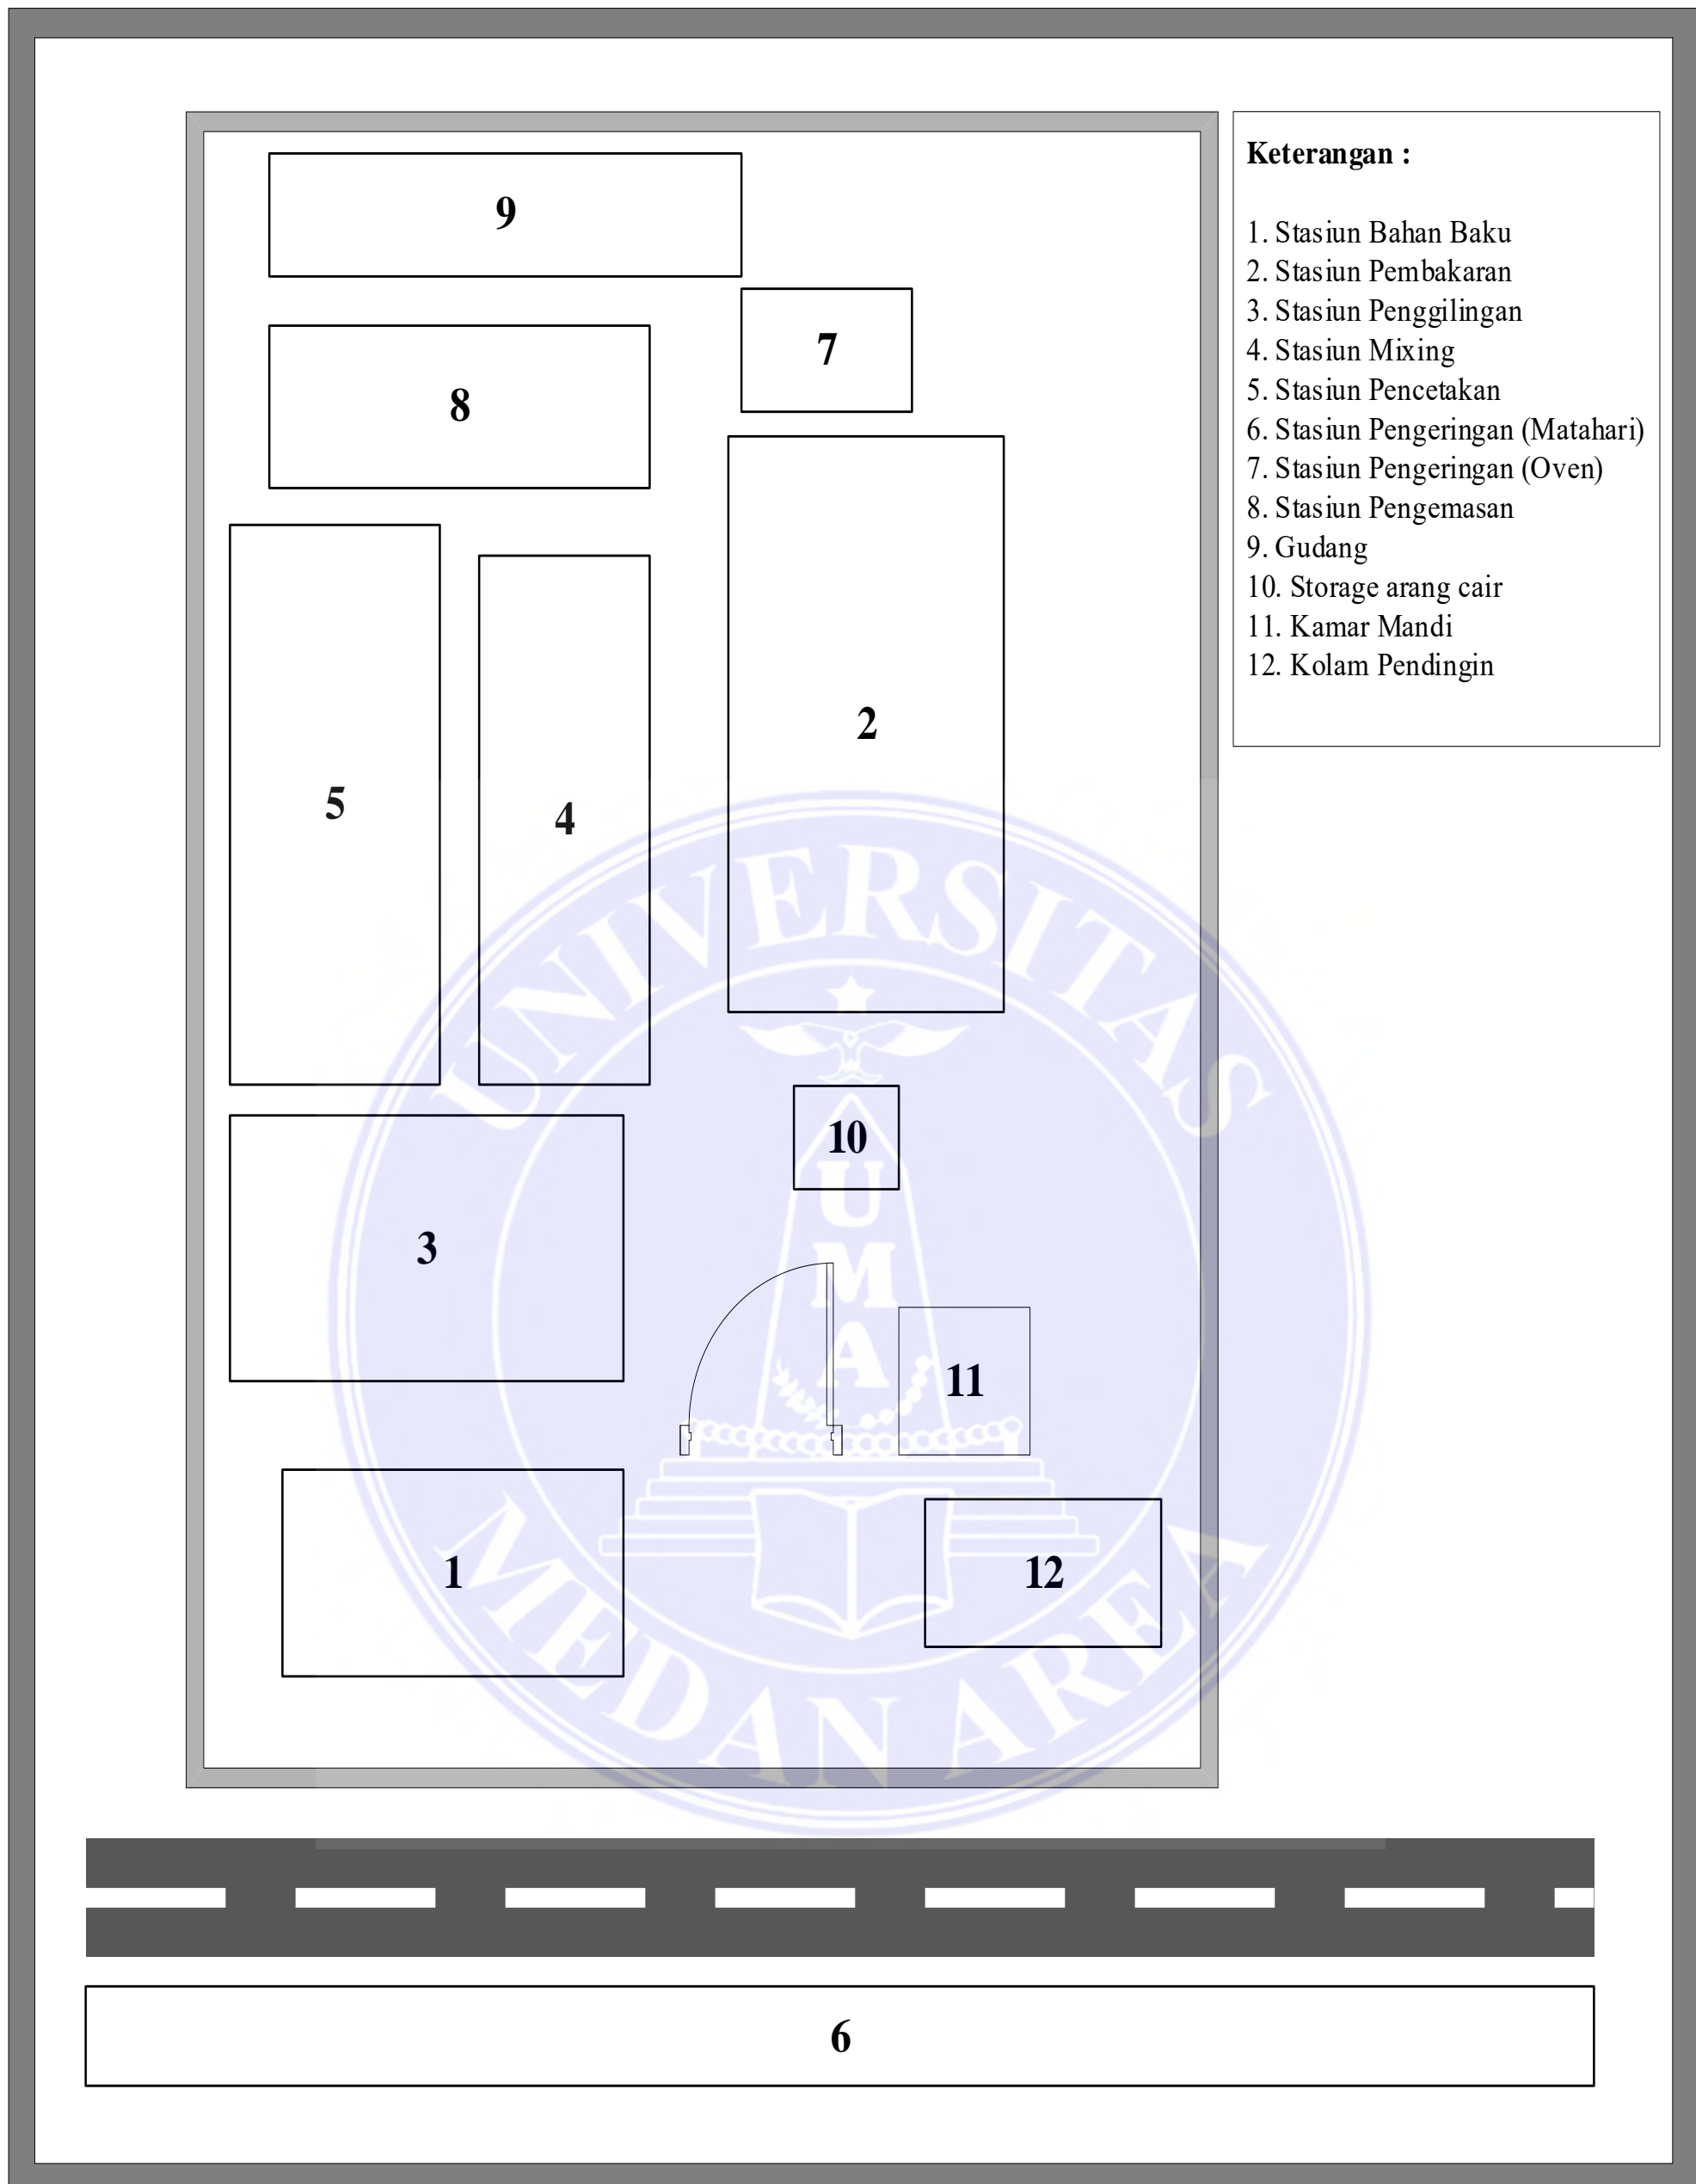 9
Keterangan :
1. Stasiun Bahan Baku
2. Stasiun Pembakaran
3. Stasiun Penggilingan
4. Stasiun Mixing
5. Stasiun Pencetakan
6. Stasiun Pengeringan (Matahari)
7. Stasiun Pengeringan (Oven)
8. Stasiun Pengemasan
9. Gudang
10. Storage arang cair
11. Kamar Mandi
12. Kolam Pendingin
7
8
2
5
4
UNIVERSITAS
10
U
M
A
3
11
1
12
MEDAN AREA
6